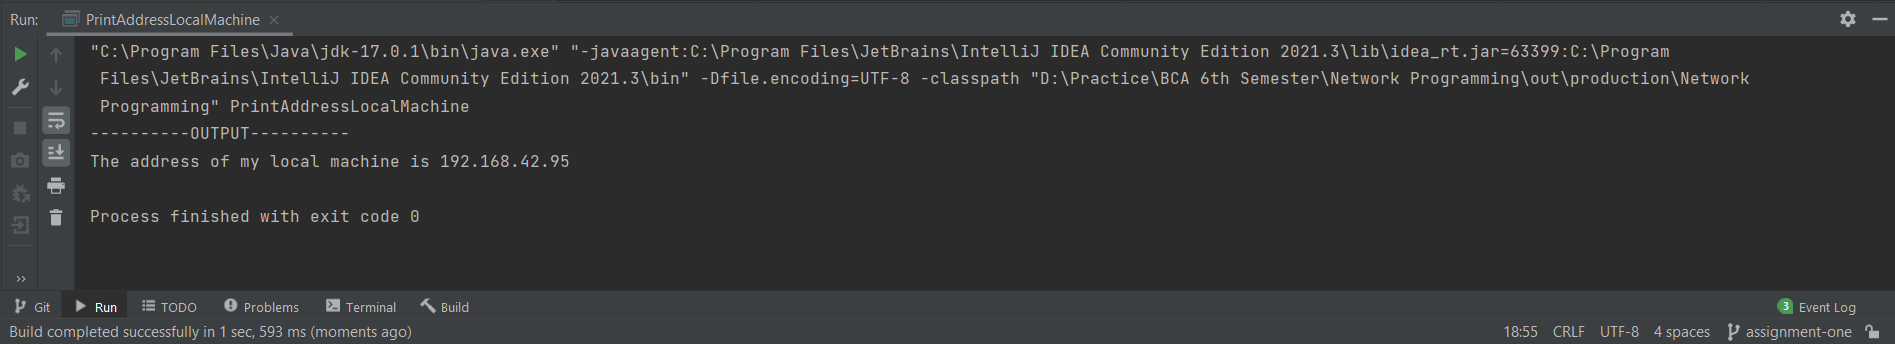 Run: PrintAddressLocalMachine
"C:\Program Files\Java\jdk-17.0.1\bin\java.exe" "-javaagent:C:\Program Files\JetBrains\IntelliJ IDEA Community Edition 2021.3\lib\idea_rt.jar=63399:C:\Program
Files\JetBrains\IntelliJ IDEA Community Edition 2021.3\bin" -Dfile.encoding=UTF-8 -classpath "D:\Practice\BCA 6th Semester\Network Programming\out\production\Network
Programming" PrintAddressLocalMachine
----------OUTPUT----------
The address of my local machine is 192.168.42.95
Process finished with exit code 0
Git Run TODO Problems Terminal Build 3 Event Log
Build completed successfully in 1 sec, 593 ms (moments ago) 18:55 CRLF UTF-8 4 spaces assignment-one